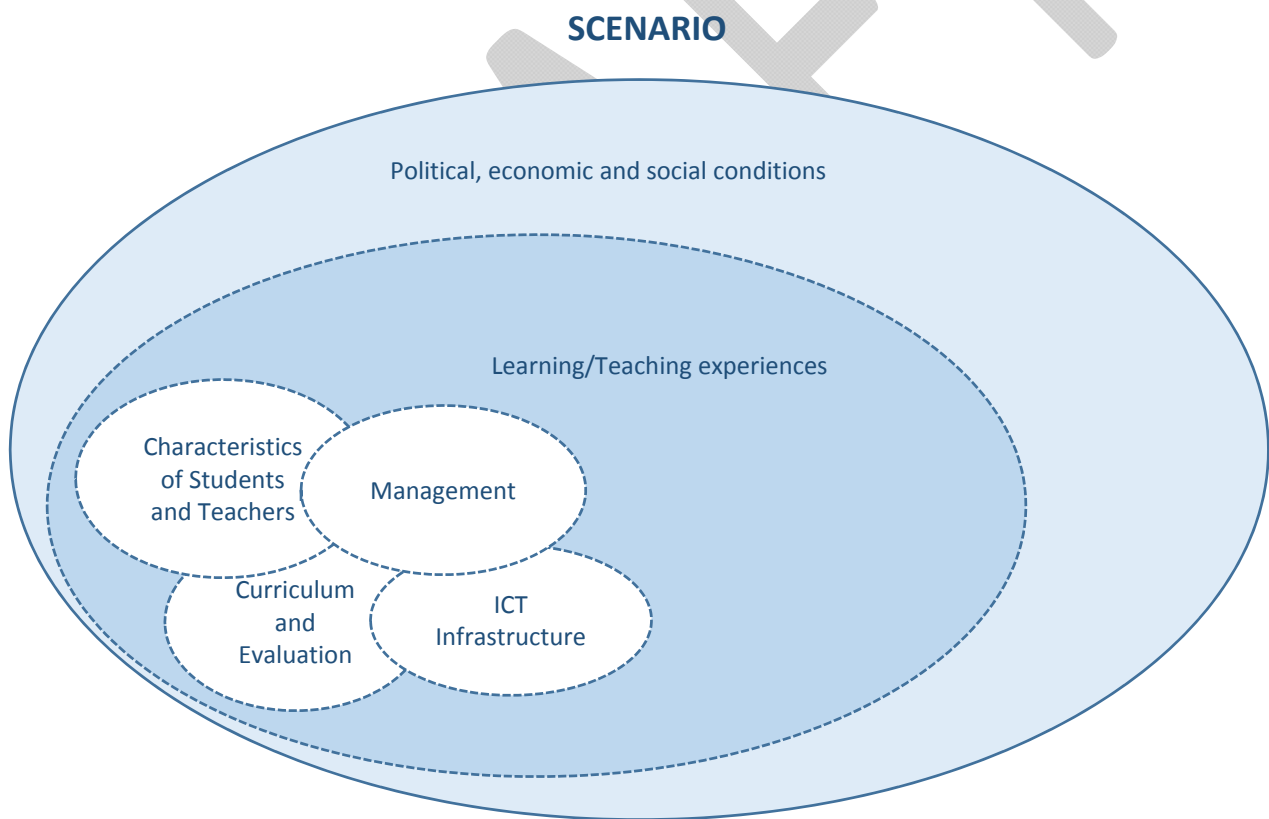 SCENARIO
Political, economic and social conditions
Learning/Teaching experiences
Characteristics
of Students
and Teachers
Management
Curriculum
and
Evaluation
ICT
Infrastructure